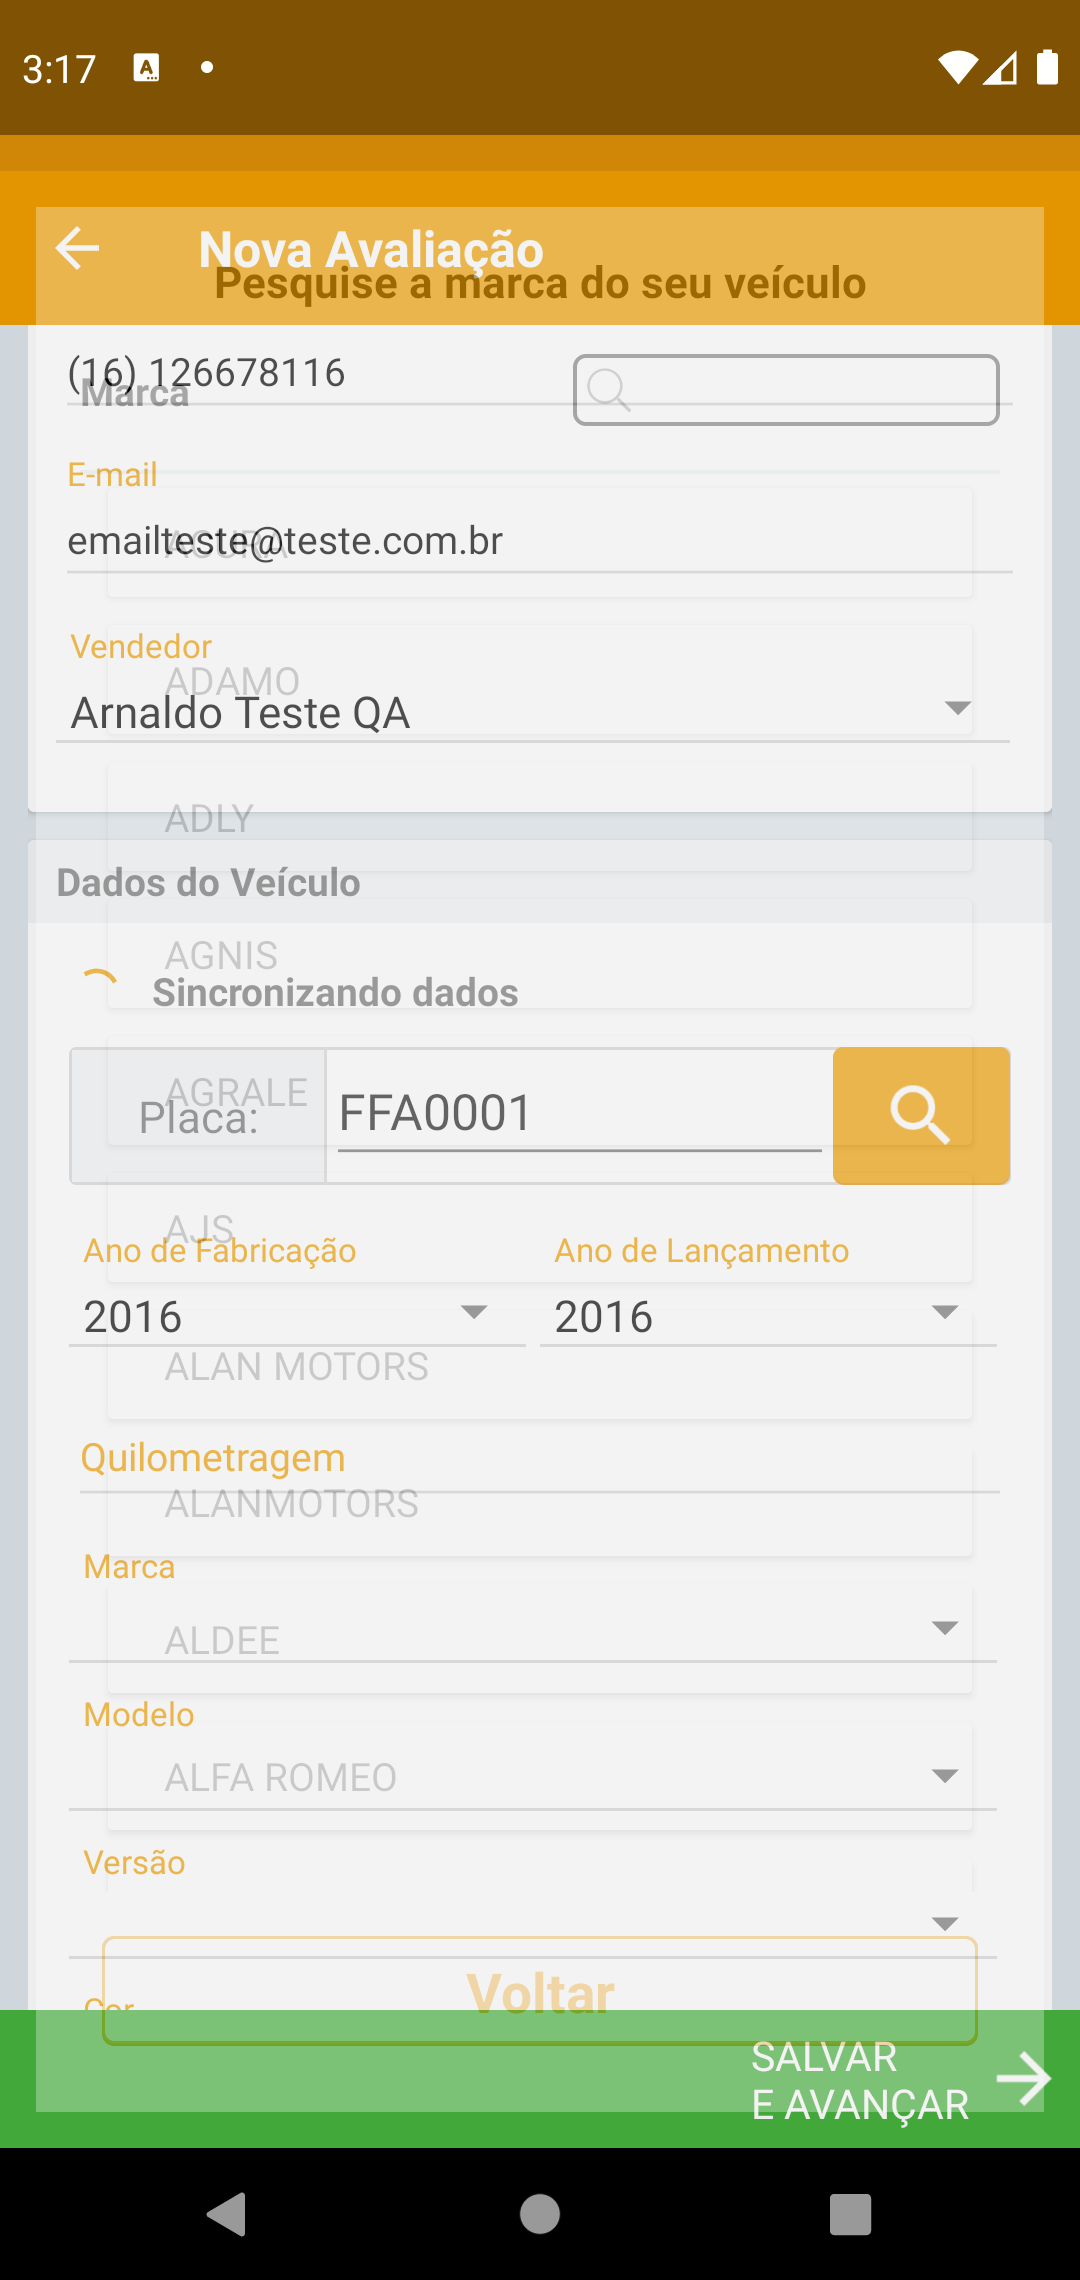 3:17
Nova Avaliação
Pesquise a marca do seu veículo
(16) 126678116
Marca
E-mail
emailteste@teste.com.br
ACURA
Vendedor
ADAMO
Arnaldo Teste QA
ADLY
Dados do Veículo
AGNIS
Sincronizando dados
AGRALE
Placa: FFA0001
AJS
Ano de Fabricação Ano de Lançamento
2016 2016
ALAN MOTORS
Quilometragem
ALANMOTORS
Marca
ALDEE
Modelo
ALFA ROMEO
Versão
Voltar
Cor
SALVAR
E AVANÇAR